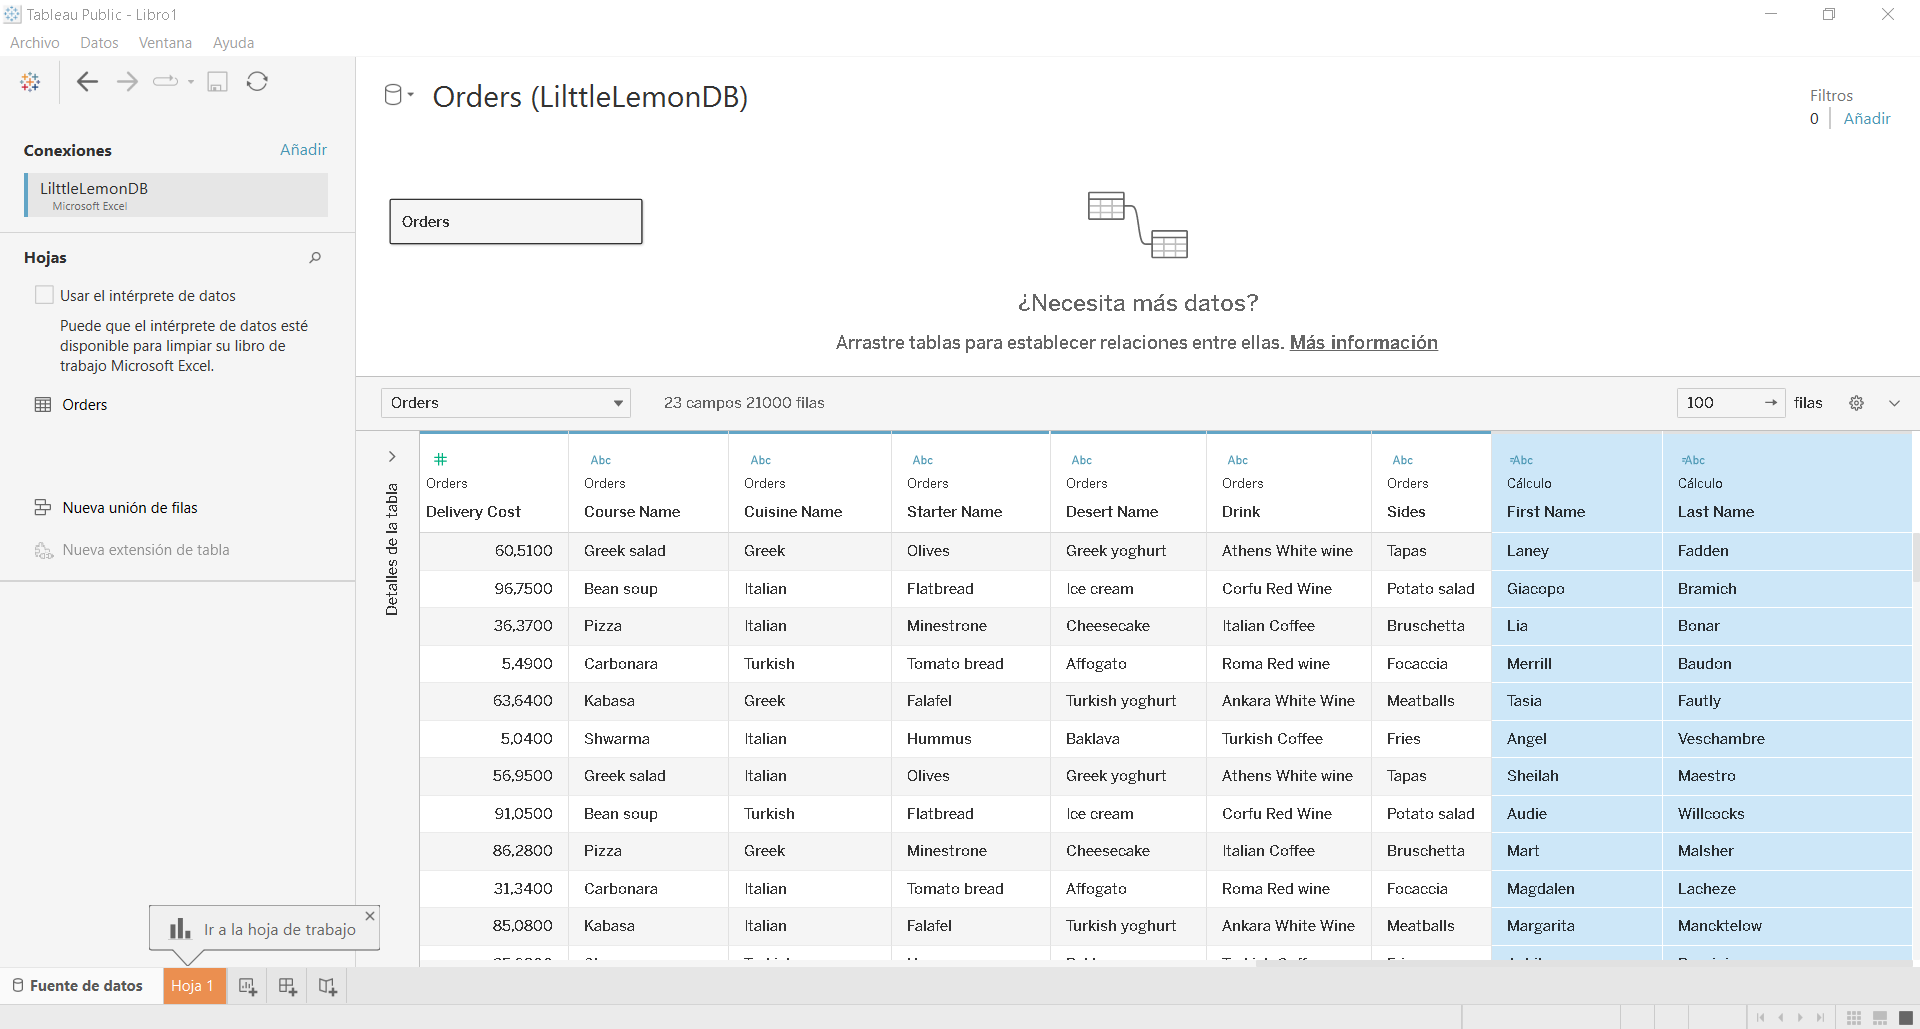 Tableau Public - Libro1
Archivo Datos Ventana Ayuda
Conexiones Añadir
LilttleLemonDB
Microsoft Excel
Hojas
Usar el intérprete de datos
Puede que el intérprete de datos esté
disponible para limpiar su libro de
trabajo Microsoft Excel.
Orders
Nueva unión de filas
Nueva extensión de tabla
Orders (LilttleLemonDB)
Filtros
0 Añadir
Orders
¿Necesita más datos?
Arrastre tablas para establecer relaciones entre ellas. Más información
Orders 23 campos 21000 filas 100 filas
Detalles de la tabla
Abc Abc Abc Abc Abc Abc =Abc =Abc
Orders Orders Orders Orders Orders Orders Orders Cálculo Cálculo
Delivery Cost Course Name Cuisine Name Starter Name Desert Name Drink Sides First Name Last Name
60,5100 Greek salad Greek Olives Greek yoghurt Athens White wine Tapas Laney Fadden
96,7500 Bean soup Italian Flatbread Ice cream Corfu Red Wine Potato salad Giacopo Bramich
36,3700 Pizza Italian Minestrone Cheesecake Italian Coffee Bruschetta Lia Bonar
5,4900 Carbonara Turkish Tomato bread Affogato Roma Red wine Focaccia Merrill Baudon
63,6400 Kabasa Greek Falafel Turkish yoghurt Ankara White Wine Meatballs Tasia Fautly
5,0400 Shwarma Italian Hummus Baklava Turkish Coffee Fries Angel Veschambre
56,9500 Greek salad Italian Olives Greek yoghurt Athens White wine Tapas Sheilah Maestro
91,0500 Bean soup Turkish Flatbread Ice cream Corfu Red Wine Potato salad Audie Willcocks
86,2800 Pizza Greek Minestrone Cheesecake Italian Coffee Bruschetta Mart Malsher
31,3400 Carbonara Italian Tomato bread Affogato Roma Red wine Focaccia Magdalen Lacheze
85,0800 Kabasa Italian Falafel Turkish yoghurt Ankara White Wine Meatballs Margarita Mancktelow
Ir a la hoja de trabajo
Fuente de datos Hoja 1